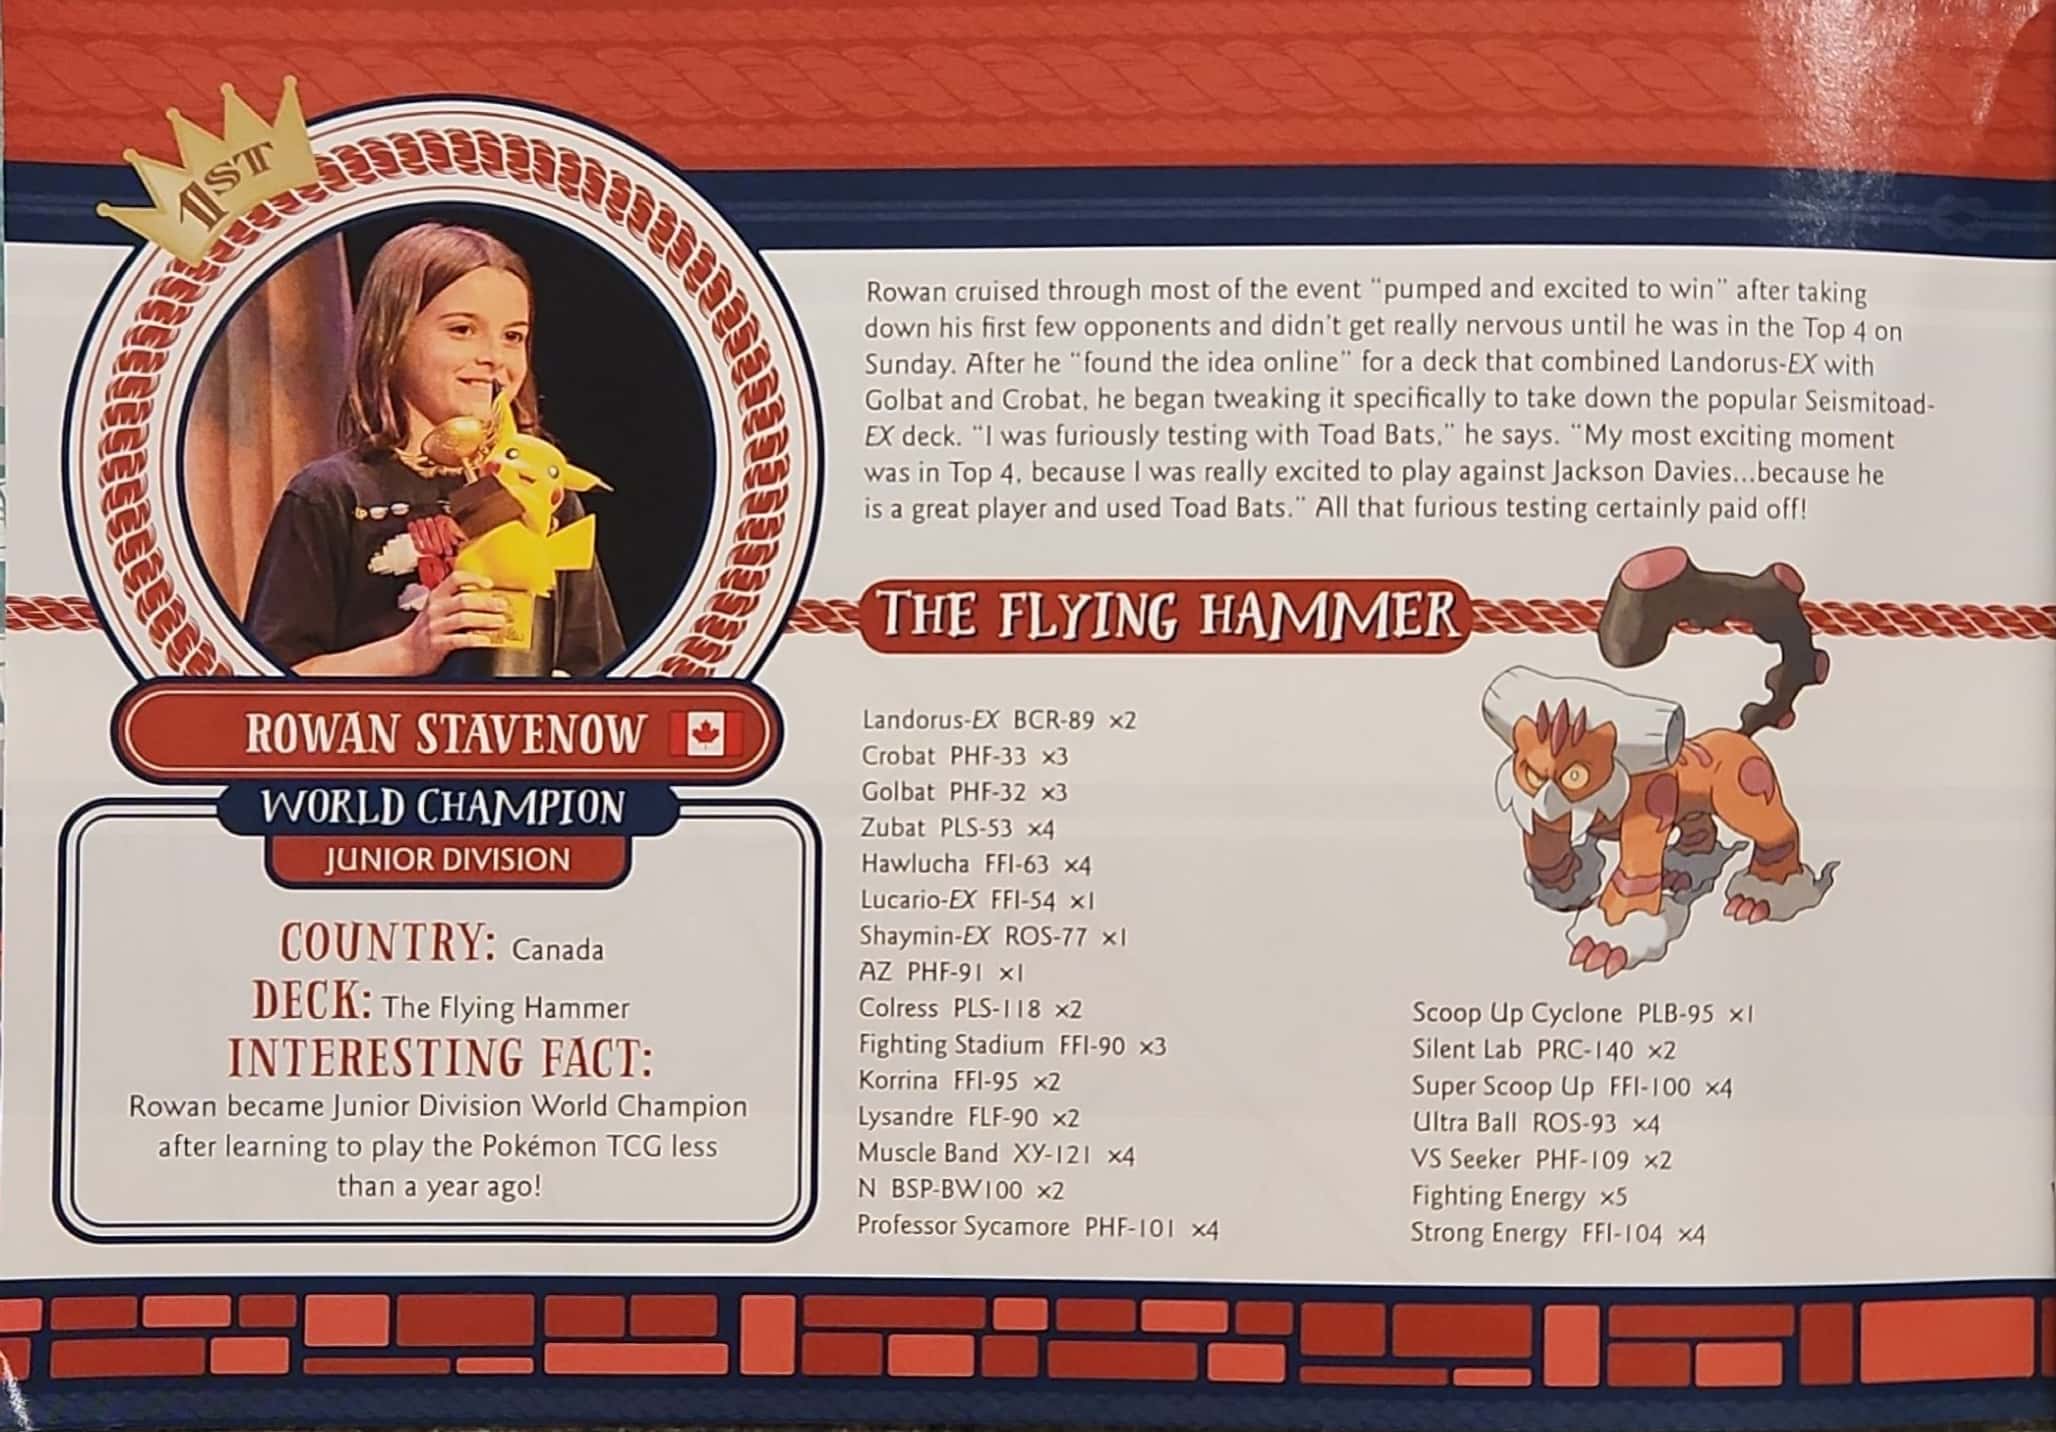 1ST
Rowan cruised through most of the event "pumped and excited to win" after taking
down his first few opponents and didn't get really nervous until he was in the Top 4 on
Sunday. After he "found the idea online" for a deck that combined Landorus-EX with
Golbat and Crobat, he began tweaking it specifically to take down the popular Seismitoad-
EX deck. "I was furiously testing with Toad Bats," he says. "My most exciting moment
was in Top 4, because I was really excited to play against Jackson Davies...because he
is a great player and used Toad Bats." All that furious testing certainly paid off!
ROWAN STAVENOW
WORLD CHAMPION
JUNIOR DIVISION
COUNTRY: Canada
DECK: The Flying Hammer
INTERESTING FACT:
Rowan became Junior Division World Champion
after learning to play the Pokémon TCG less
than a year ago!
THE FLYING HAMMER
Landorus-EX BCR-89 ×2
Crobat PHF-33 ×3
Golbat PHF-32 ×3
Zubat PLS-53 ×4
Hawlucha FFI-63 ×4
Lucario-EX FFI-54 ×1
Shaymin-EX ROS-77 ×1
AZ PHF-91 ×1
Colress PLS-118 ×2
Fighting Stadium FFI-90 ×3
Korrina FFI-95 ×2
Lysandre FLF-90 ×2
Muscle Band XY-121 ×4
N BSP-BW100 ×2
Professor Sycamore PHF-101 ×4
Scoop Up Cyclone PLB-95 ×1
Silent Lab PRC-140 ×2
Super Scoop Up FFI-100 ×4
Ultra Ball ROS-93 ×4
VS Seeker PHF-109 ×2
Fighting Energy ×5
Strong Energy FFI-104 ×4